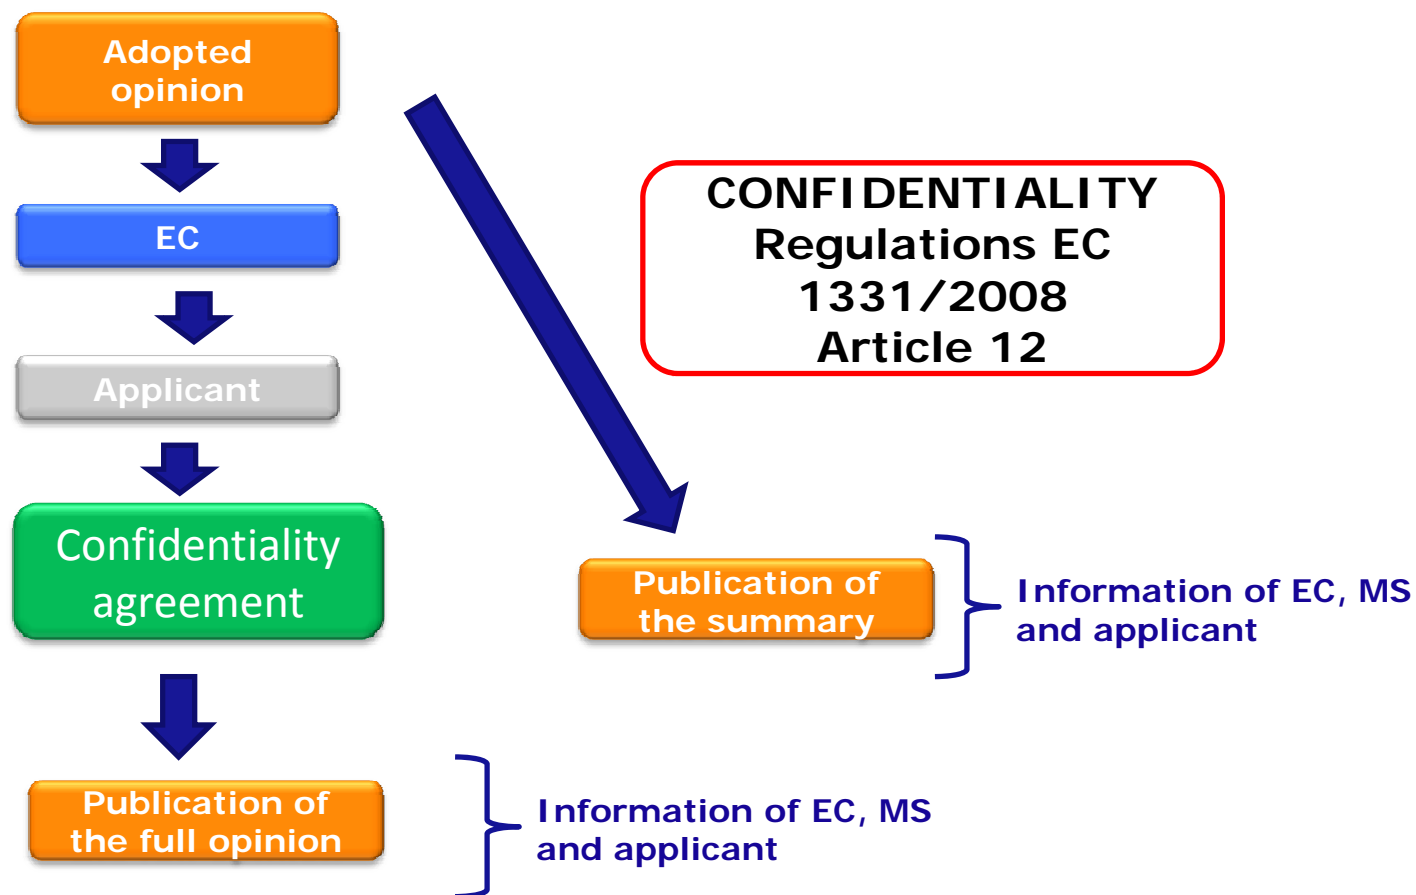 Adopted
opinion
EC
Applicant
Confidentiality
agreement
Publication of
the full opinion
Information of EC, MS
and applicant
CONFIDENTIALITY
Regulations EC
1331/2008
Article 12
Publication of
the summary
Information of EC, MS
and applicant